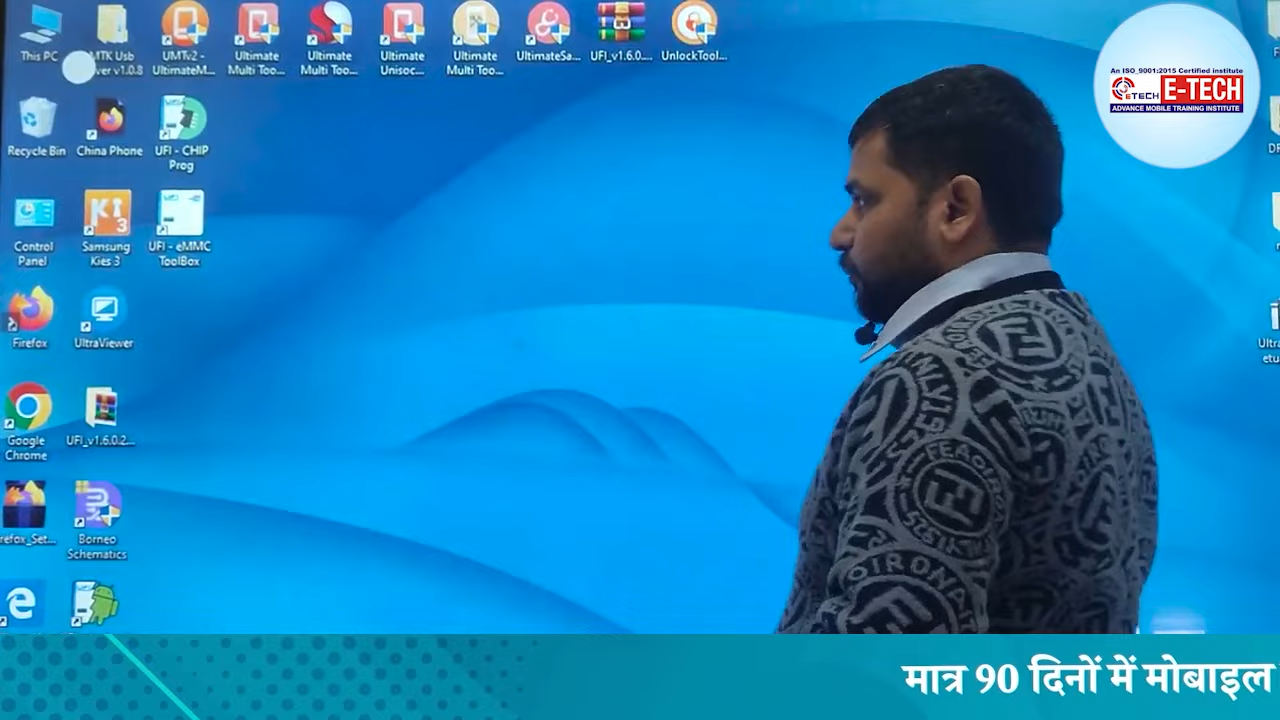 This PC
MTK Usb
ver v1.0.8
UMTv2 -
UltimateM...
Ultimate
Multi Too...
Ultimate
Multi Too...
Ultimate
Unisoc...
Ultimate
Multi Too...
UltimateSa...
UFI_v1.6.0....
UnlockTool...
An ISO_9001:2015 Certified institute
ETECH E-TECH
ADVANCE MOBILE TRAINING INSTITUTE
Recycle Bin
China Phone
UFI - CHIP
Prog
Control
Panel
Samsung
Kies 3
UFI - eMMC
ToolBox
Firefox
UltraViewer
Google
Chrome
UFI_v1.6.0.2...
refox_Set...
Borneo
Schematics
मात्र 90 दिनों में मोबाइल